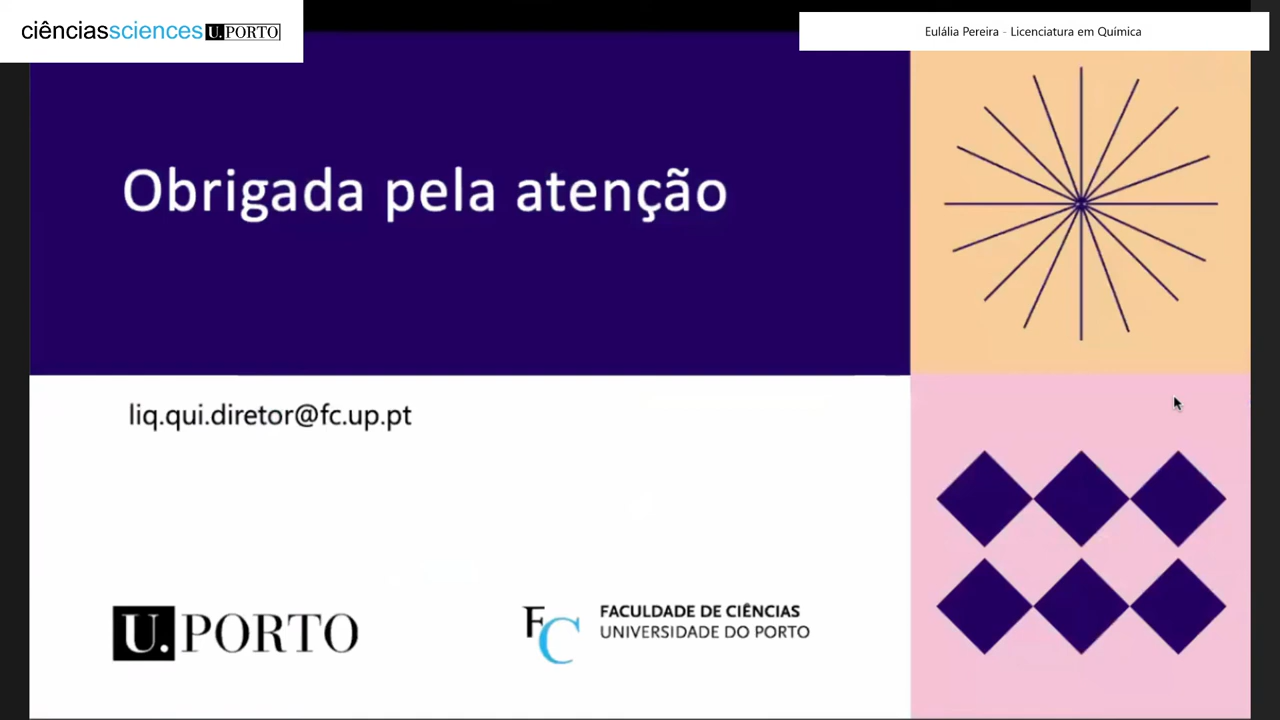 ciênciassciences U.PORTO
Eulália Pereira - Licenciatura em Química
Obrigada pela atenção
liq.qui.diretor@fc.up.pt
U.PORTO
FC FACULDADE DE CIÊNCIAS
UNIVERSIDADE DO PORTO